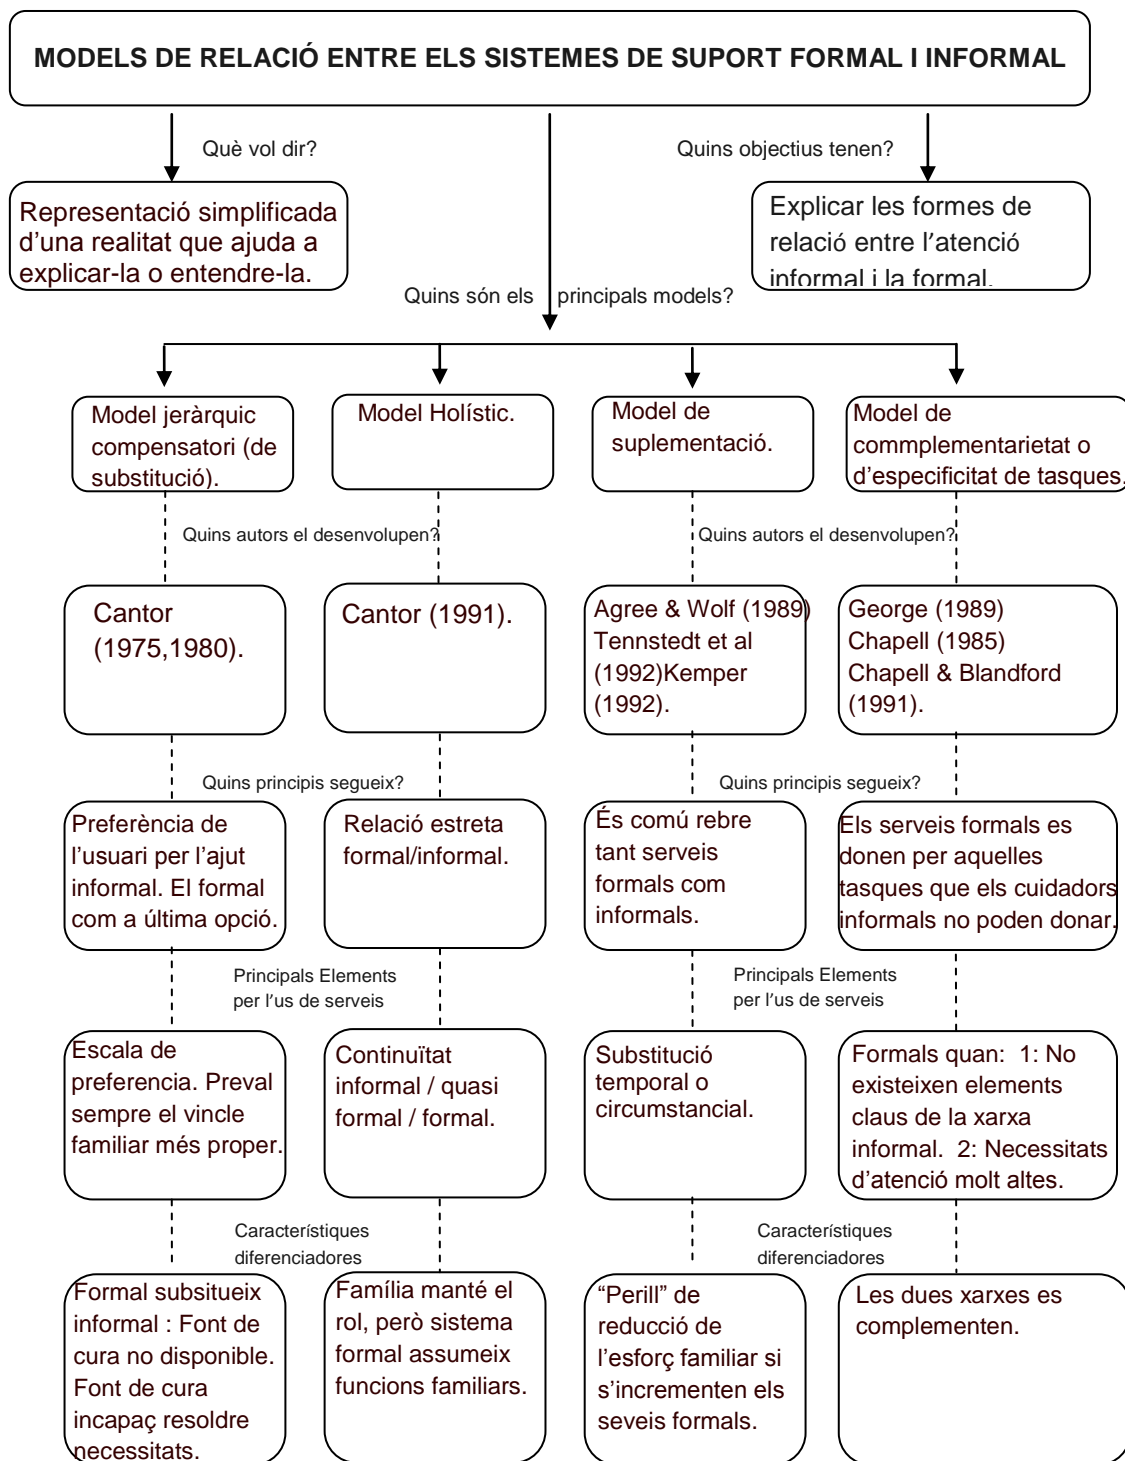 MODELS DE RELACIÓ ENTRE ELS SISTEMES DE SUPORT FORMAL I INFORMAL
Què vol dir?
Quins objectius tenen?
Representació simplificada
d’una realitat que ajuda a
explicar-la o entendre-la.
Explicar les formes de
relació entre l’atenció
informal i la formal.
Quins són els principals models?
Model jeràrquic
compensatori (de
substitució).
Model Holístic.
Model de
suplementació.
Model de
commplementarietat o
d’especificitat de tasques.
Quins autors el desenvolupen?
Quins autors el desenvolupen?
Cantor
(1975,1980).
Cantor (1991).
Agree & Wolf (1989)
Tennstedt et al
(1992)Kemper
(1992).
George (1989)
Chapell (1985)
Chapell & Blandford
(1991).
Quins principis segueix?
Quins principis segueix?
Preferència de
l’usuari per l’ajut
informal. El formal
com a última opció.
Relació estreta
formal/informal.
És comú rebre
tant serveis
formals com
informals.
Els serveis formals es
donen per aquelles
tasques que els cuidadors
informals no poden donar.
Principals Elements
per l’us de serveis
Principals Elements
per l’us de serveis
Escala de
preferencia. Preval
sempre el vincle
familiar més proper.
Continuïtat
informal / quasi
formal / formal.
Substitució
temporal o
circumstancial.
Formals quan: 1: No
existeixen elements
claus de la xarxa
informal. 2: Necessitats
d’atenció molt altes.
Característiques
diferenciadores
Característiques
diferenciadores
Formal subsitueix
informal : Font de
cura no disponible.
Font de cura
incapaç resoldre
necessitats.
Família manté el
rol, però sistema
formal assumeix
funcions familiars.
“Perill” de
reducció de
l’esforç familiar si
s’incrementen els
seveis formals.
Les dues xarxes es
complementen.